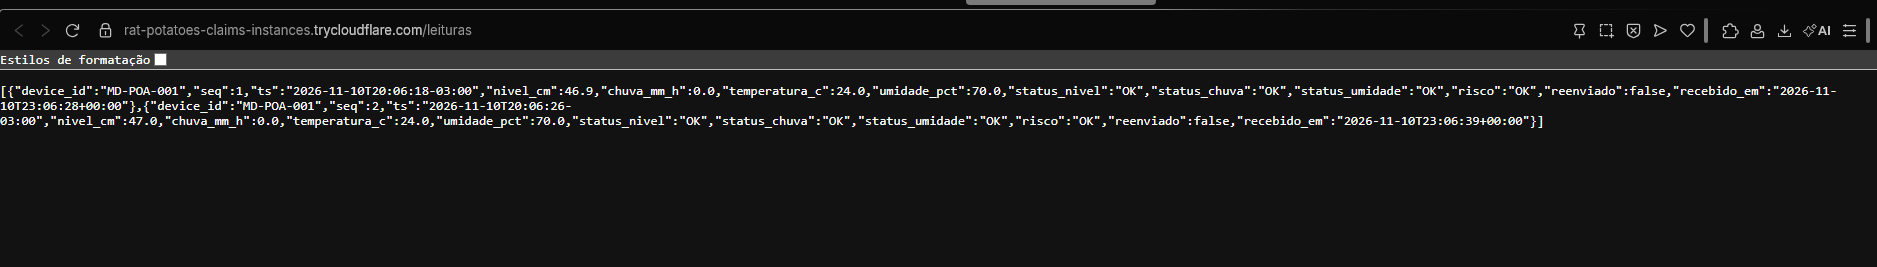 rat-potatoes-claims-instances.trycloudflare.com/leituras
AI
Estilos de formatação
[{"device_id":"MD-POA-001","seq":1,"ts":"2026-11-10T20:06:18-03:00","nivel_cm":46.9,"chuva_mm_h":0.0,"temperatura_c":24.0,"umidade_pct":70.0,"status_nivel":"OK","status_chuva":"OK","status_umidade":"OK","risco":"OK","reenviado":false,"recebido_em":"2026-11-
10T23:06:28+00:00"},{"device_id":"MD-POA-001","seq":2,"ts":"2026-11-10T20:06:26-
03:00","nivel_cm":47.0,"chuva_mm_h":0.0,"temperatura_c":24.0,"umidade_pct":70.0,"status_nivel":"OK","status_chuva":"OK","status_umidade":"OK","risco":"OK","reenviado":false,"recebido_em":"2026-11-10T23:06:39+00:00"}]